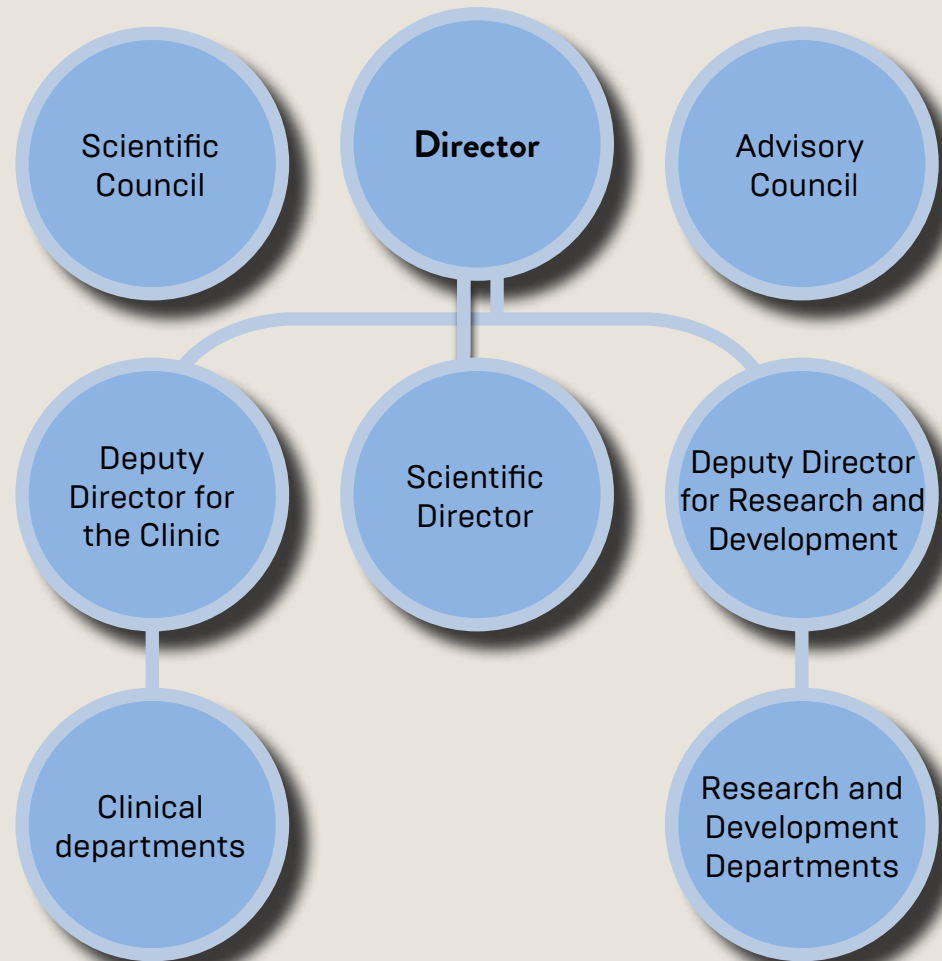 Scientific
Council
Director
Advisory
Council
Deputy
Director for
the Clinic
Scientific
Director
Deputy Director
for Research and
Development
Clinical
departments
Research and
Development
Departments